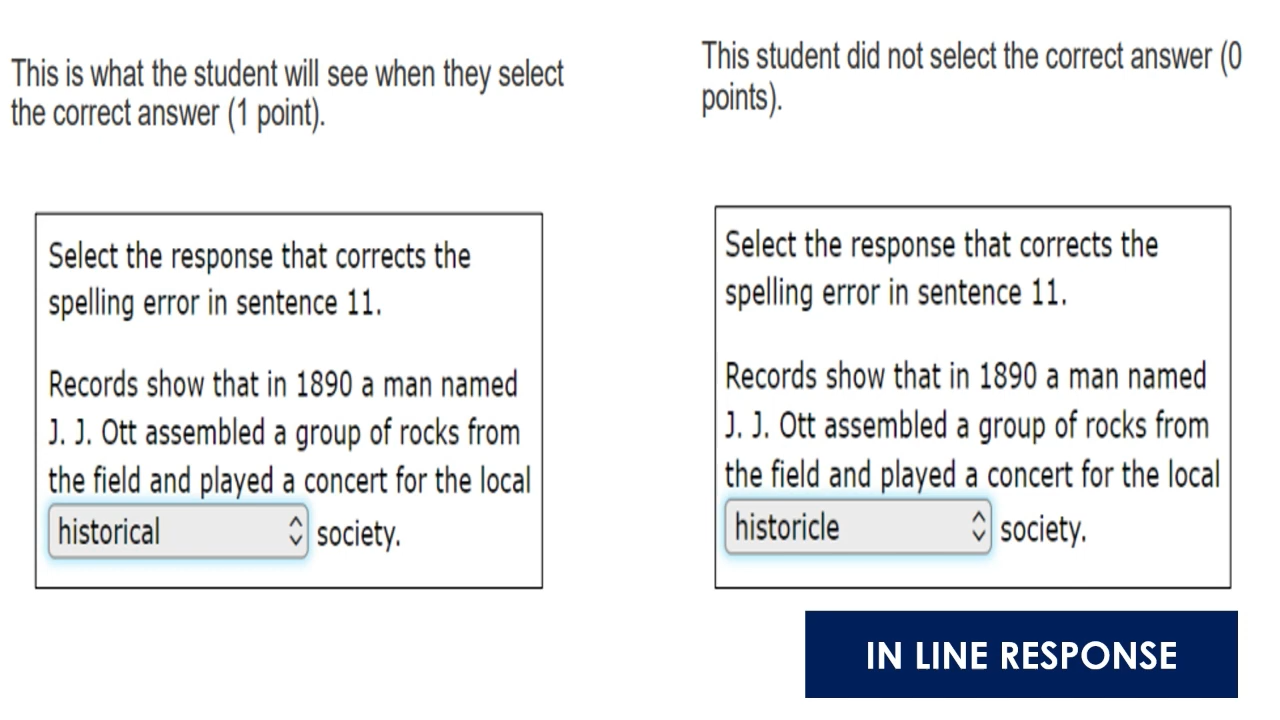 This is what the student will see when they select
the correct answer (1 point).
Select the response that corrects the
spelling error in sentence 11.
Records show that in 1890 a man named
J. J. Ott assembled a group of rocks from
the field and played a concert for the local
historical society.
This student did not select the correct answer (0
points).
Select the response that corrects the
spelling error in sentence 11.
Records show that in 1890 a man named
J. J. Ott assembled a group of rocks from
the field and played a concert for the local
historicle society.
IN LINE RESPONSE